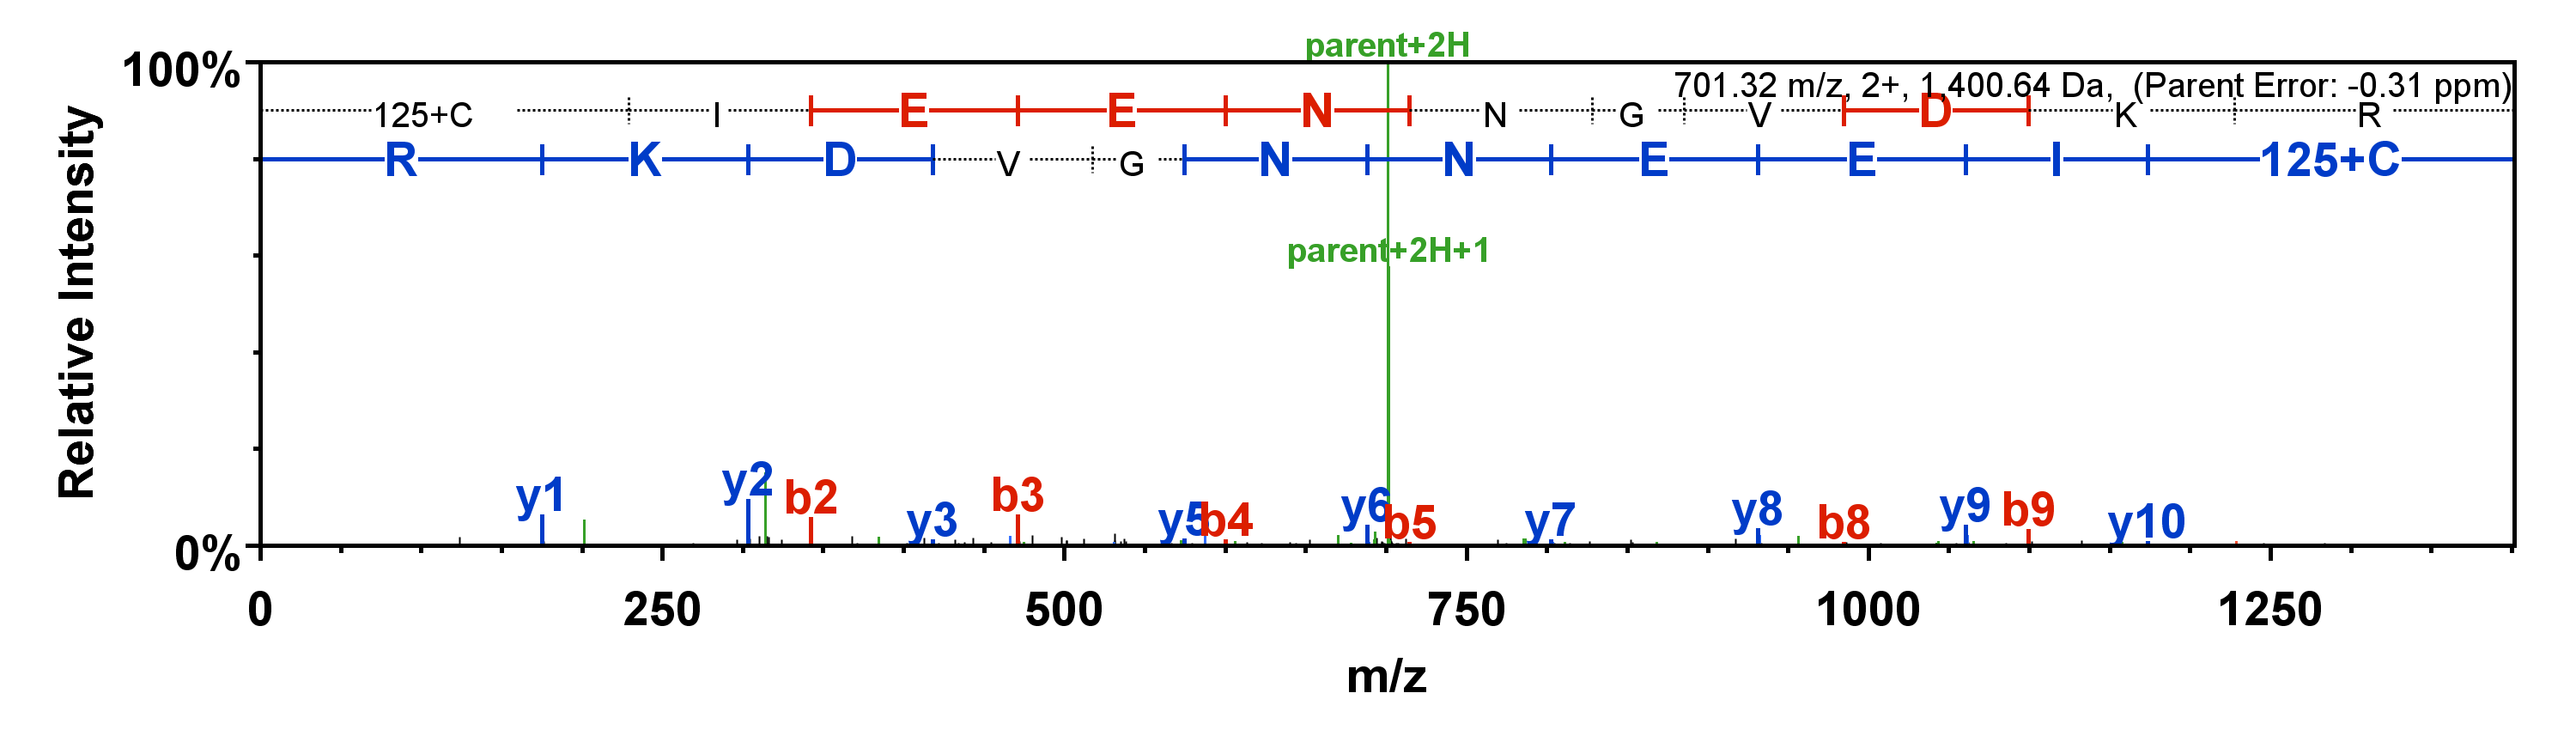 parent+2H
100%
701.32 m/z, 2+, 1,400.64 Da, (Parent Error: -0.31 ppm)
125+C I E E N N G V D K R
R K D V G N N E E I 125+C
parent+2H+1
Relative Intensity
y1 y2 b2 y3 b3 y5 b4 y6 b5 y7 y8 b8 y9 b9 y10
0%
0 250 500 750 1000 1250
m/z